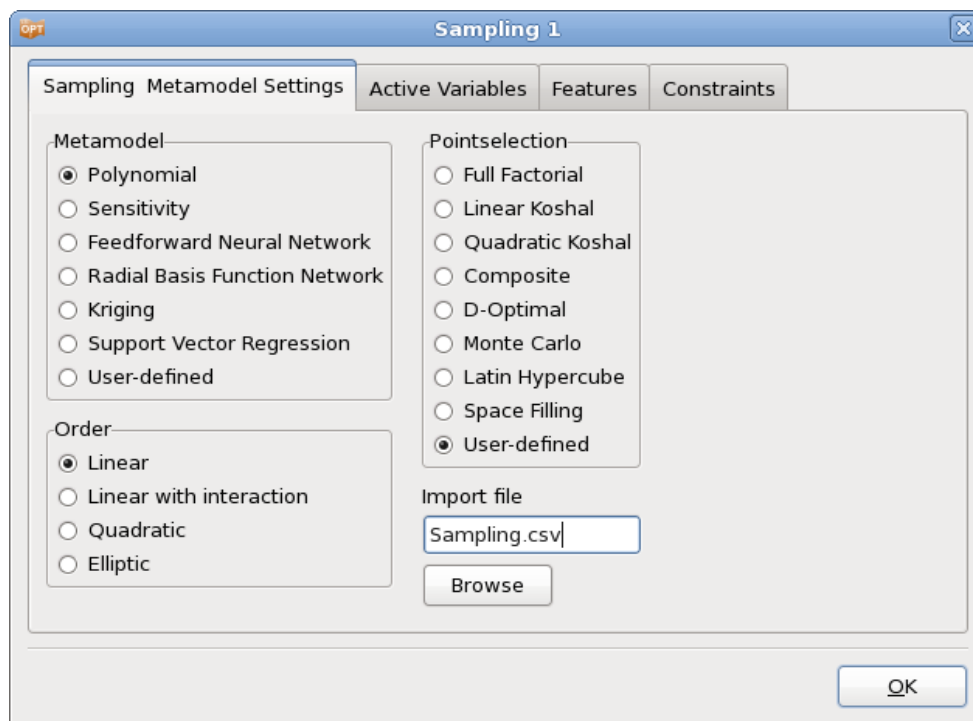 OPT
Sampling 1
Sampling Metamodel Settings
Active Variables
Features
Constraints
Metamodel
Polynomial
Sensitivity
Feedforward Neural Network
Radial Basis Function Network
Kriging
Support Vector Regression
User-defined
Order
Linear
Linear with interaction
Quadratic
Elliptic
Pointselection
Full Factorial
Linear Koshal
Quadratic Koshal
Composite
D-Optimal
Monte Carlo
Latin Hypercube
Space Filling
User-defined
Import file
Sampling.csv
Browse
OK